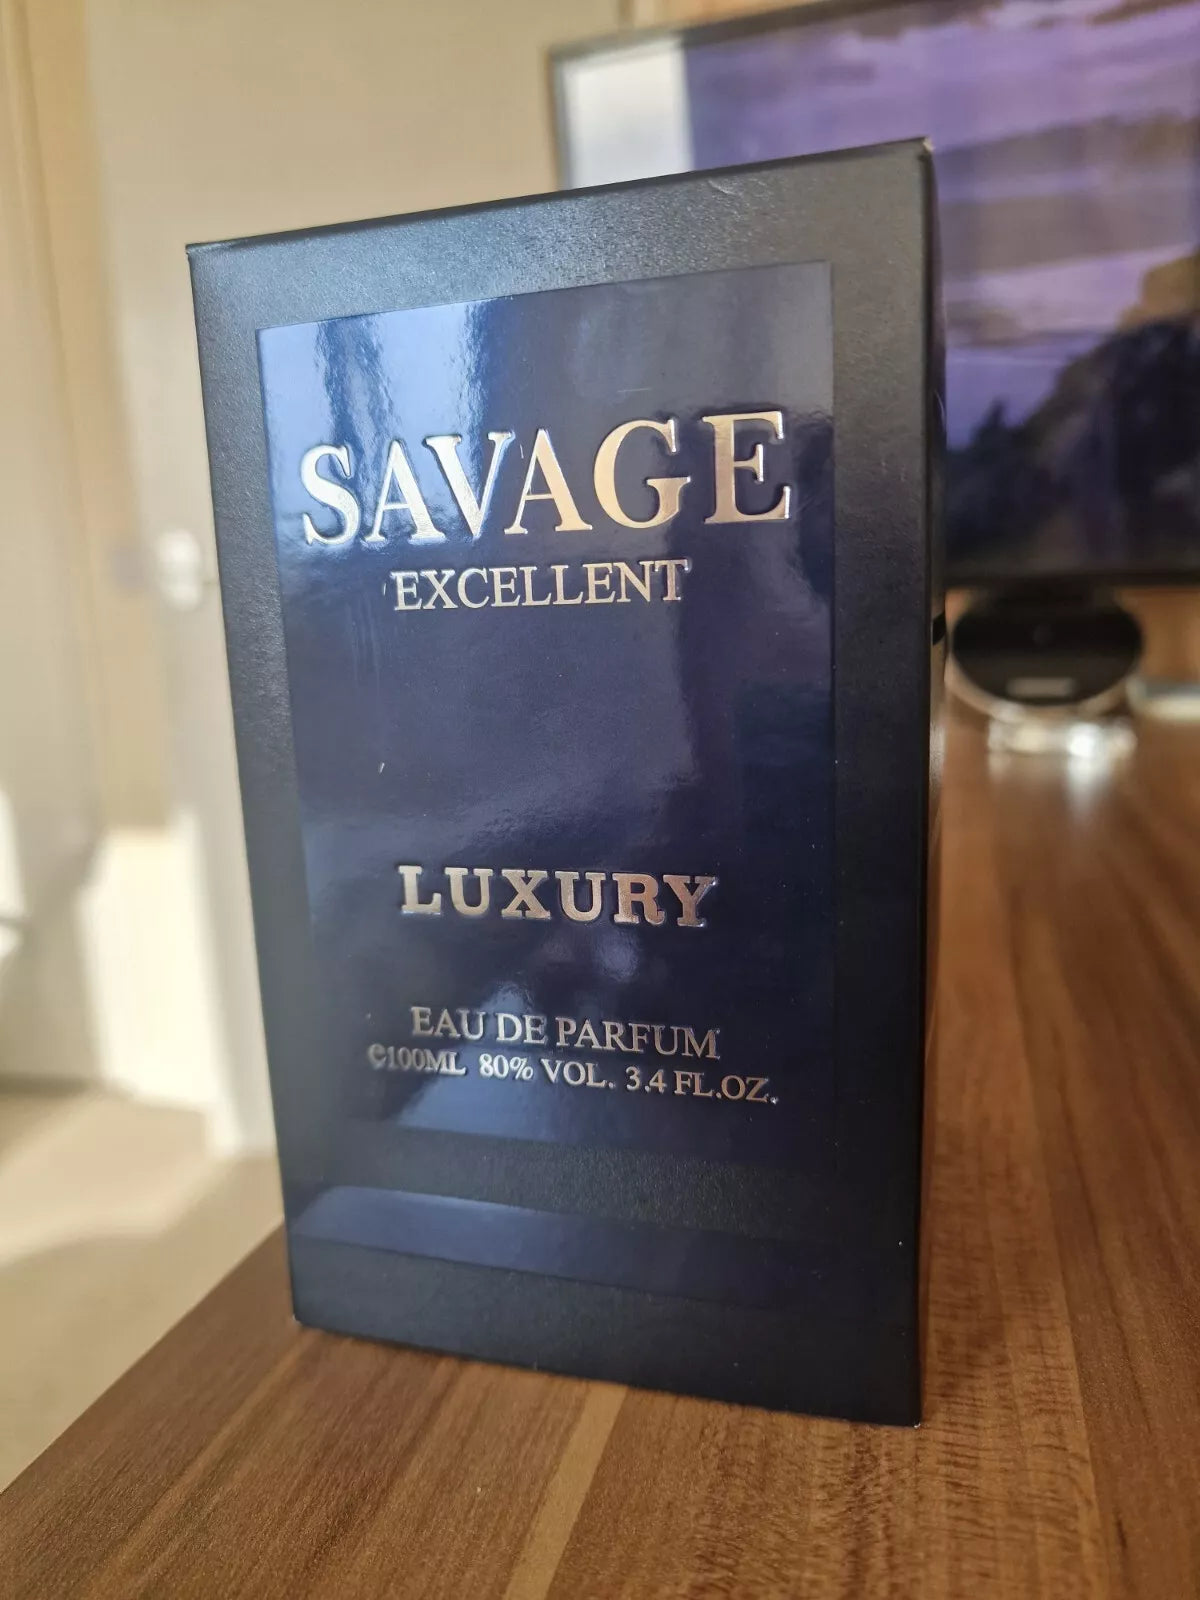 SAVAGE
EXCELLENT
LUXURY
EAU DE PARFUM
℮100ML 80% VOL. 3.4 FL.OZ.